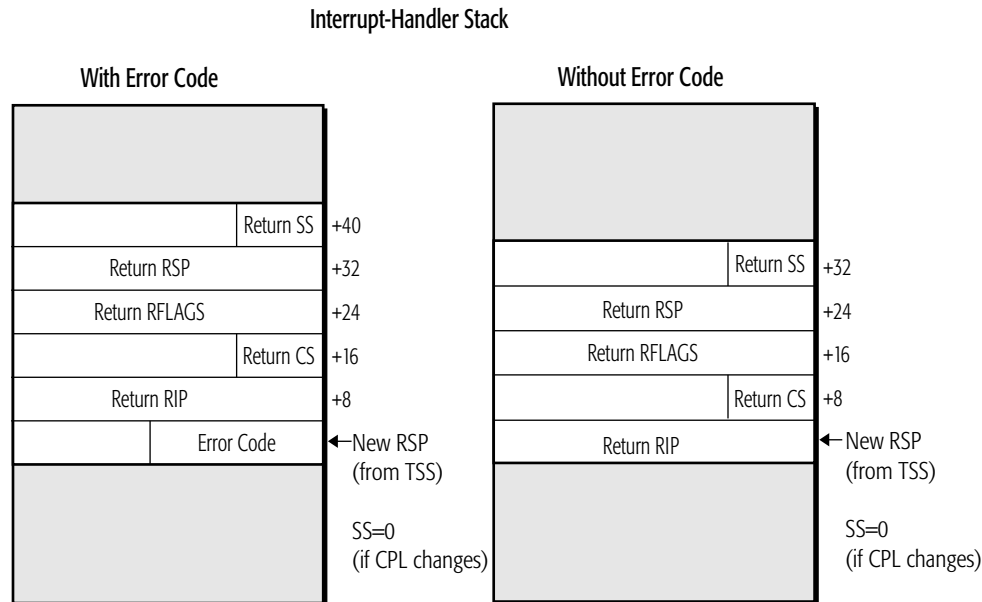 Interrupt-Handler Stack
With Error Code
Return SS
+40
Return RSP
+32
Return RFLAGS
+24
Return CS
+16
Return RIP
+8
Error Code
New RSP
(from TSS)
SS=0
(if CPL changes)
Without Error Code
Return SS
+32
Return RSP
+24
Return RFLAGS
+16
Return CS
+8
Return RIP
New RSP
(from TSS)
SS=0
(if CPL changes)